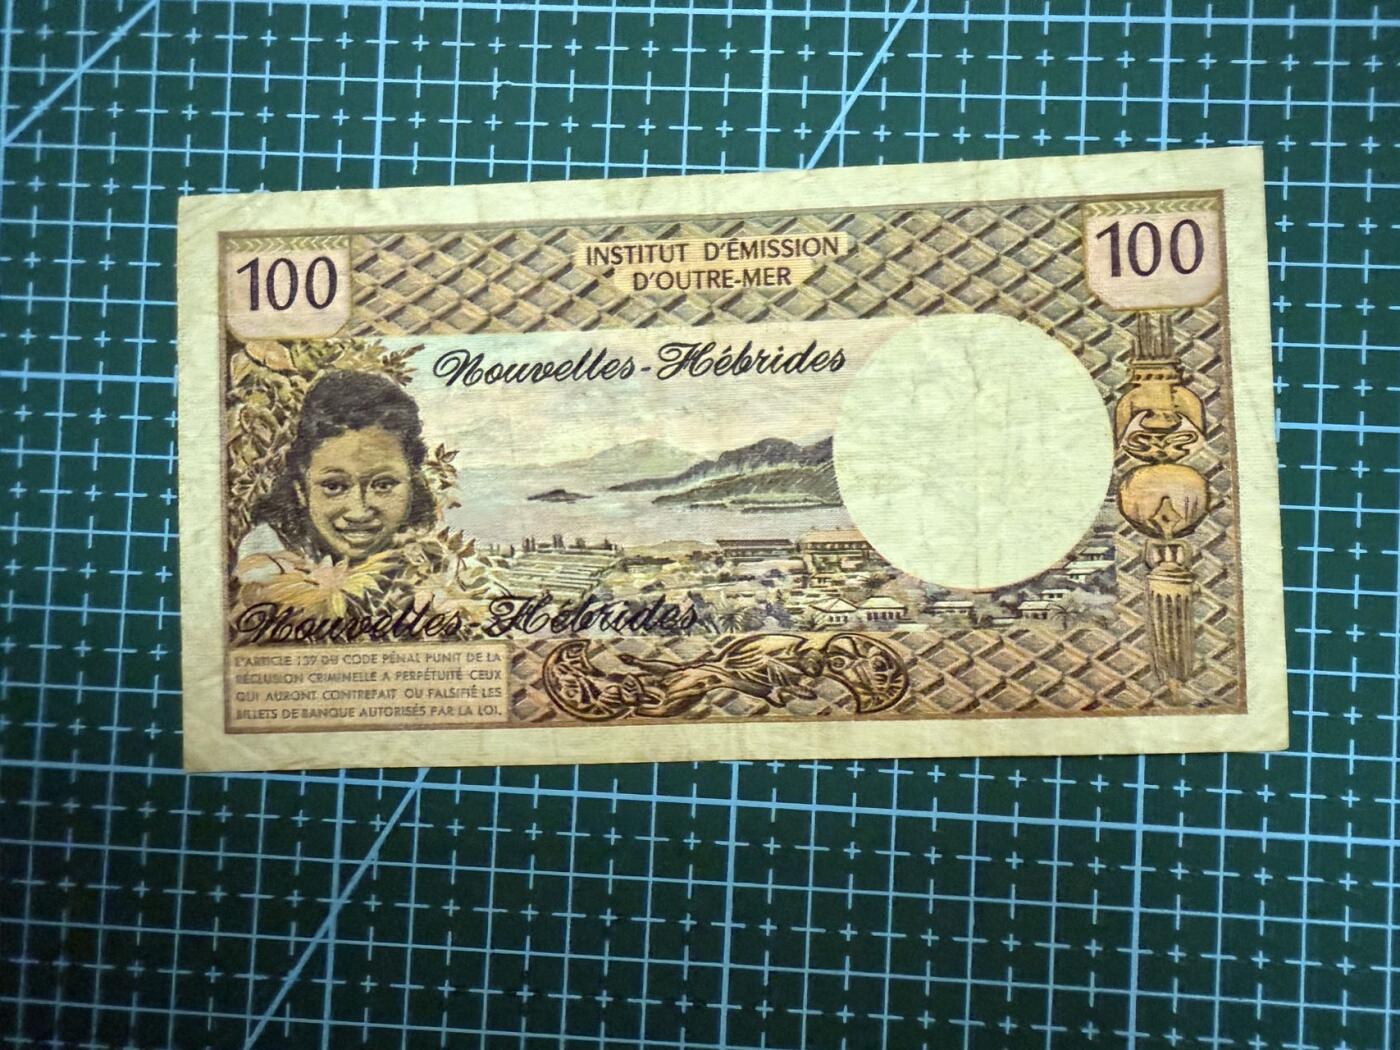 100
INSTITUT D'ÉMISSION
D'OUTRE-MER
100
Nouvelles-Hébrides
Nouvelles-Hébrides
L'ARTICLE 139 DU CODE PÉNAL PUNIT DE LA
RÉCLUSION CRIMINELLE A PERPÉTUITÉ CEUX
QUI AURONT CONTREFAIT OU FALSIFIÉ LES
BILLETS DE BANQUE AUTORISÉS PAR LA LOI.